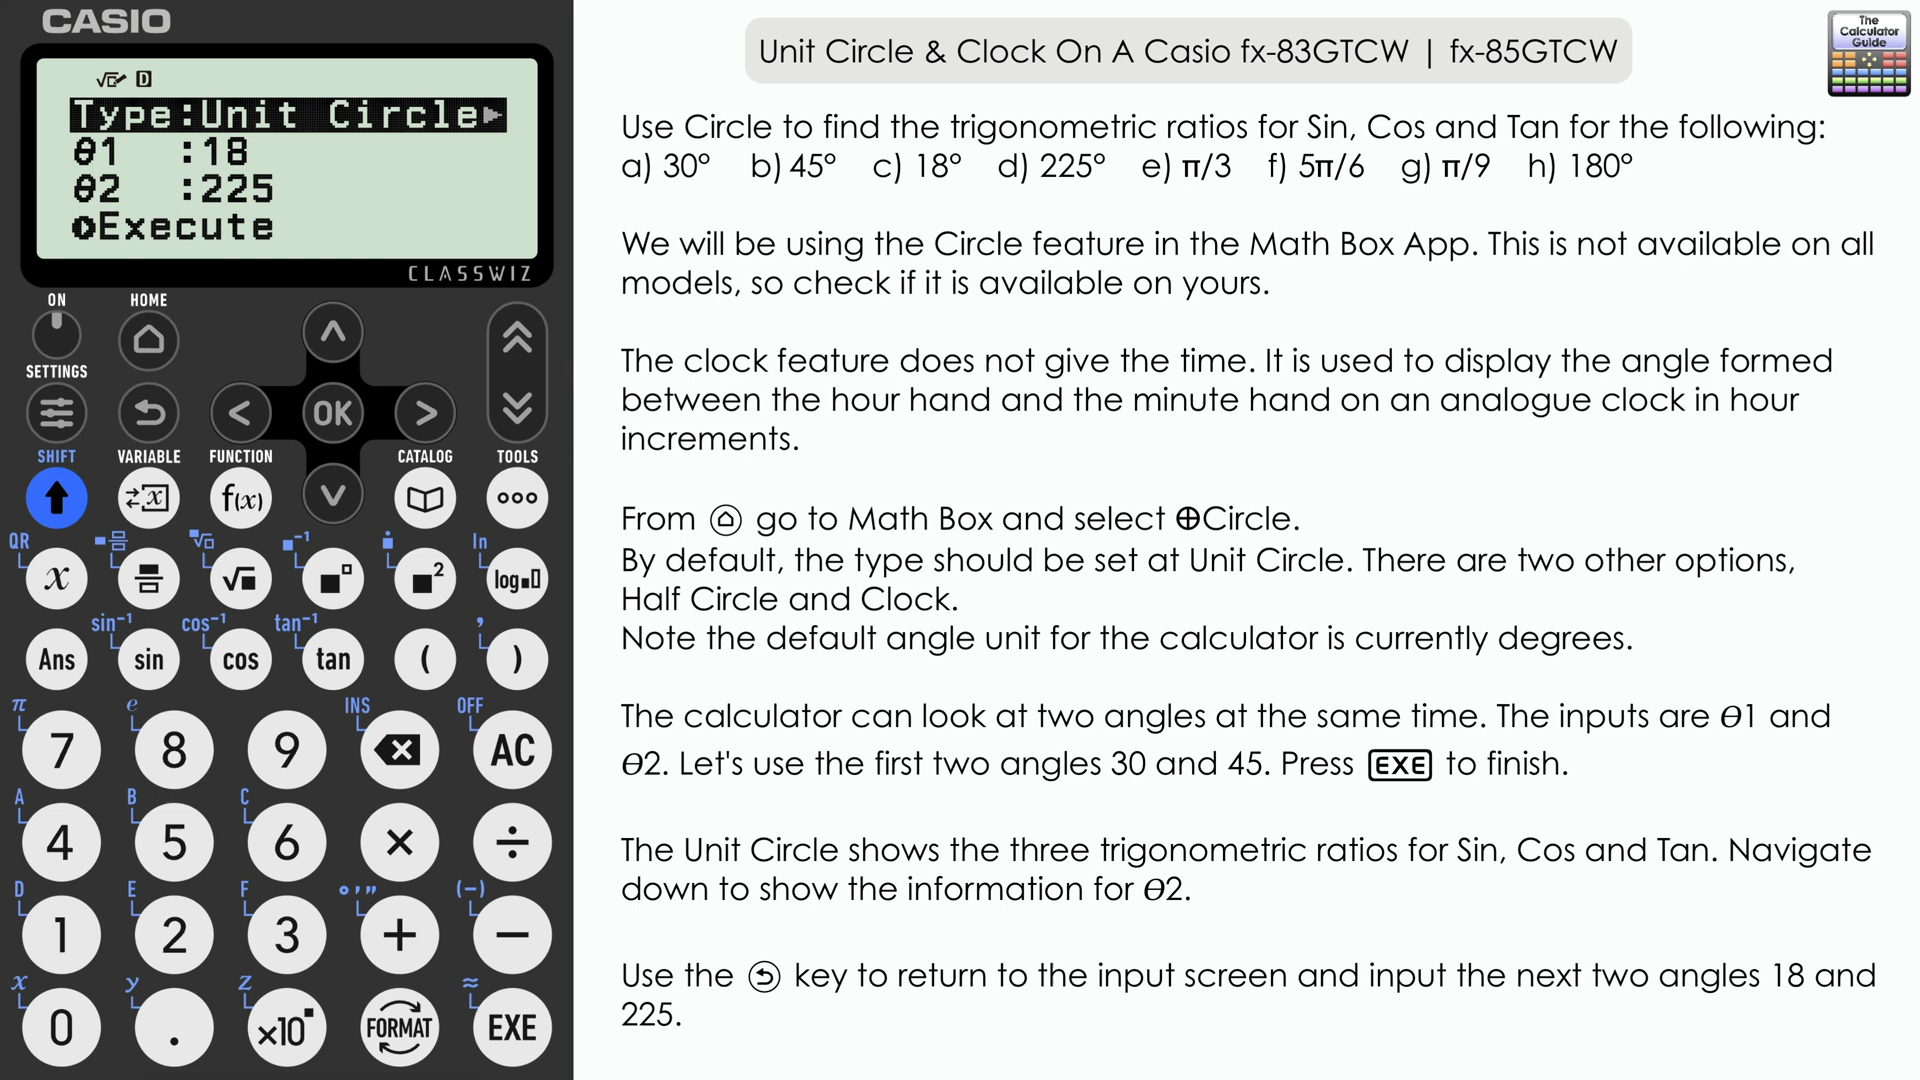 CASIO
√ D
Type:Unit Circle▶
θ1 :18
θ2 :225
Execute
CLASSWIZ
ON HOME
SETTINGS
OK
SHIFT VARIABLE FUNCTION CATALOG TOOLS
x f(x)
QR √ -1 ln
x √ 2 log
sin⁻¹ cos⁻¹ tan⁻¹ ,
Ans sin cos tan ( )
π e INS OFF
7 8 9 AC
A B C
4 5 6 × ÷
D E F ° ′ ″ (−)
1 2 3 + −
x y z ≈
0 . ×10 FORMAT EXE
The
Calculator
Guide
Unit Circle & Clock On A Casio fx-83GTCW | fx-85GTCW
Use Circle to find the trigonometric ratios for Sin, Cos and Tan for the following:
a) 30° b) 45° c) 18° d) 225° e) π/3 f) 5π/6 g) π/9 h) 180°
We will be using the Circle feature in the Math Box App. This is not available on all
models, so check if it is available on yours.
The clock feature does not give the time. It is used to display the angle formed
between the hour hand and the minute hand on an analogue clock in hour
increments.
From ⌂ go to Math Box and select ⊕Circle.
By default, the type should be set at Unit Circle. There are two other options,
Half Circle and Clock.
Note the default angle unit for the calculator is currently degrees.
The calculator can look at two angles at the same time. The inputs are θ1 and
θ2. Let's use the first two angles 30 and 45. Press EXE to finish.
The Unit Circle shows the three trigonometric ratios for Sin, Cos and Tan. Navigate
down to show the information for θ2.
Use the ⮌ key to return to the input screen and input the next two angles 18 and
225.